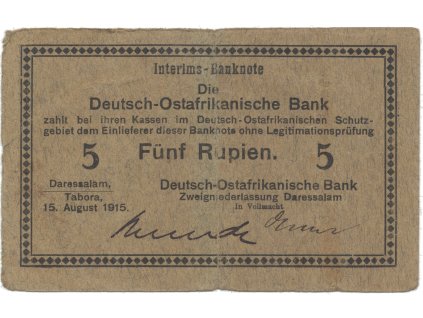 Interims-Banknote
Die
Deutsch-Ostafrikanische Bank
zahlt bei ihren Kassen im Deutsch-Ostafrikanischen Schutz-
gebiet dem Einlieferer dieser Banknote ohne Legitimationsprüfung
5 Fünf Rupien. 5
Daressalam,
Tabora,
15. August 1915.
Deutsch-Ostafrikanische Bank
Zweigniederlassung Daressalam
In Vollmacht